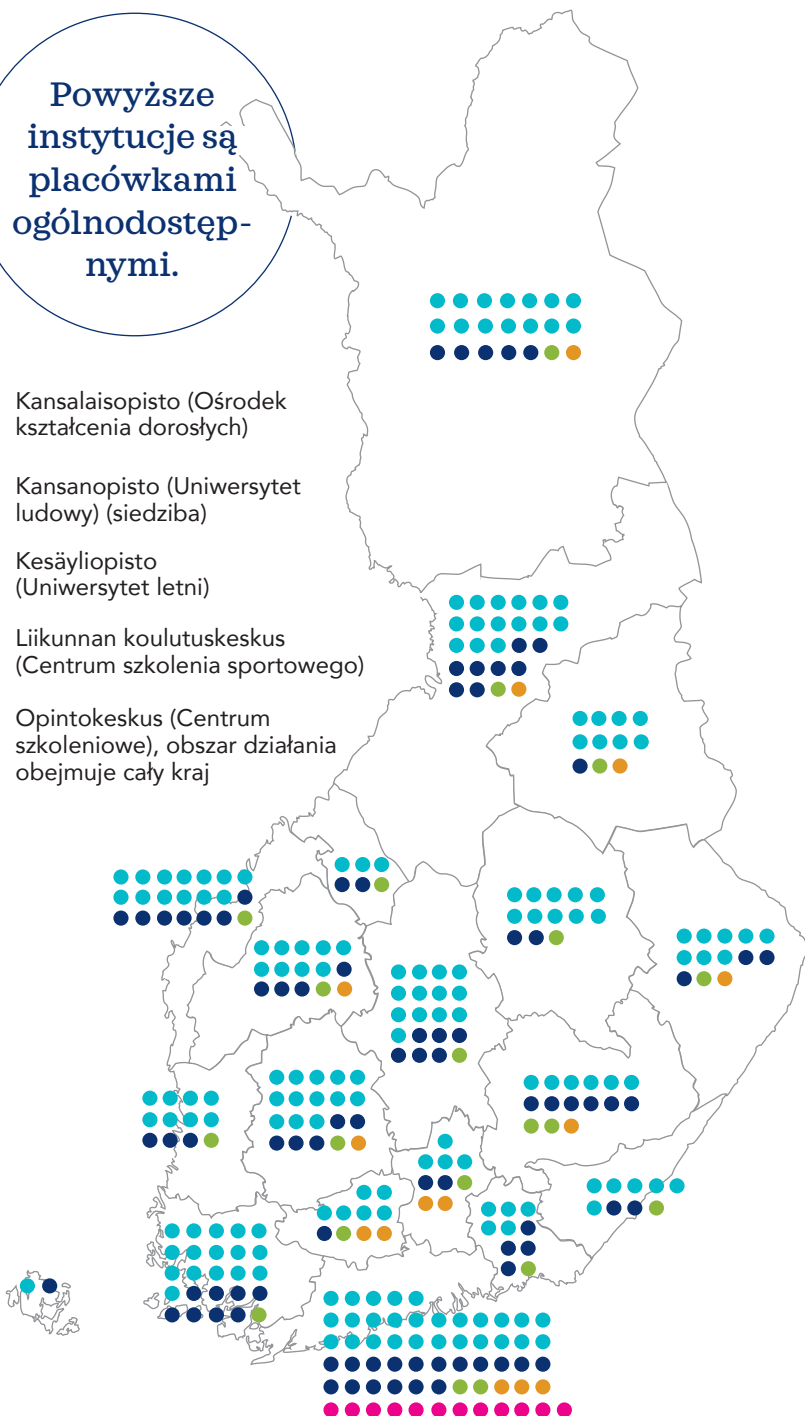 Powyższe
instytucje są
placówkami
ogólnodostęp-
nymi.
Kansalaisopisto (Ośrodek
kształcenia dorosłych)
Kansanopisto (Uniwersytet
ludowy) (siedziba)
Kesäyliopisto
(Uniwersytet letni)
Liikunnan koulutuskeskus
(Centrum szkolenia sportowego)
Opintokeskus (Centrum
szkoleniowe), obszar działania
obejmuje cały kraj